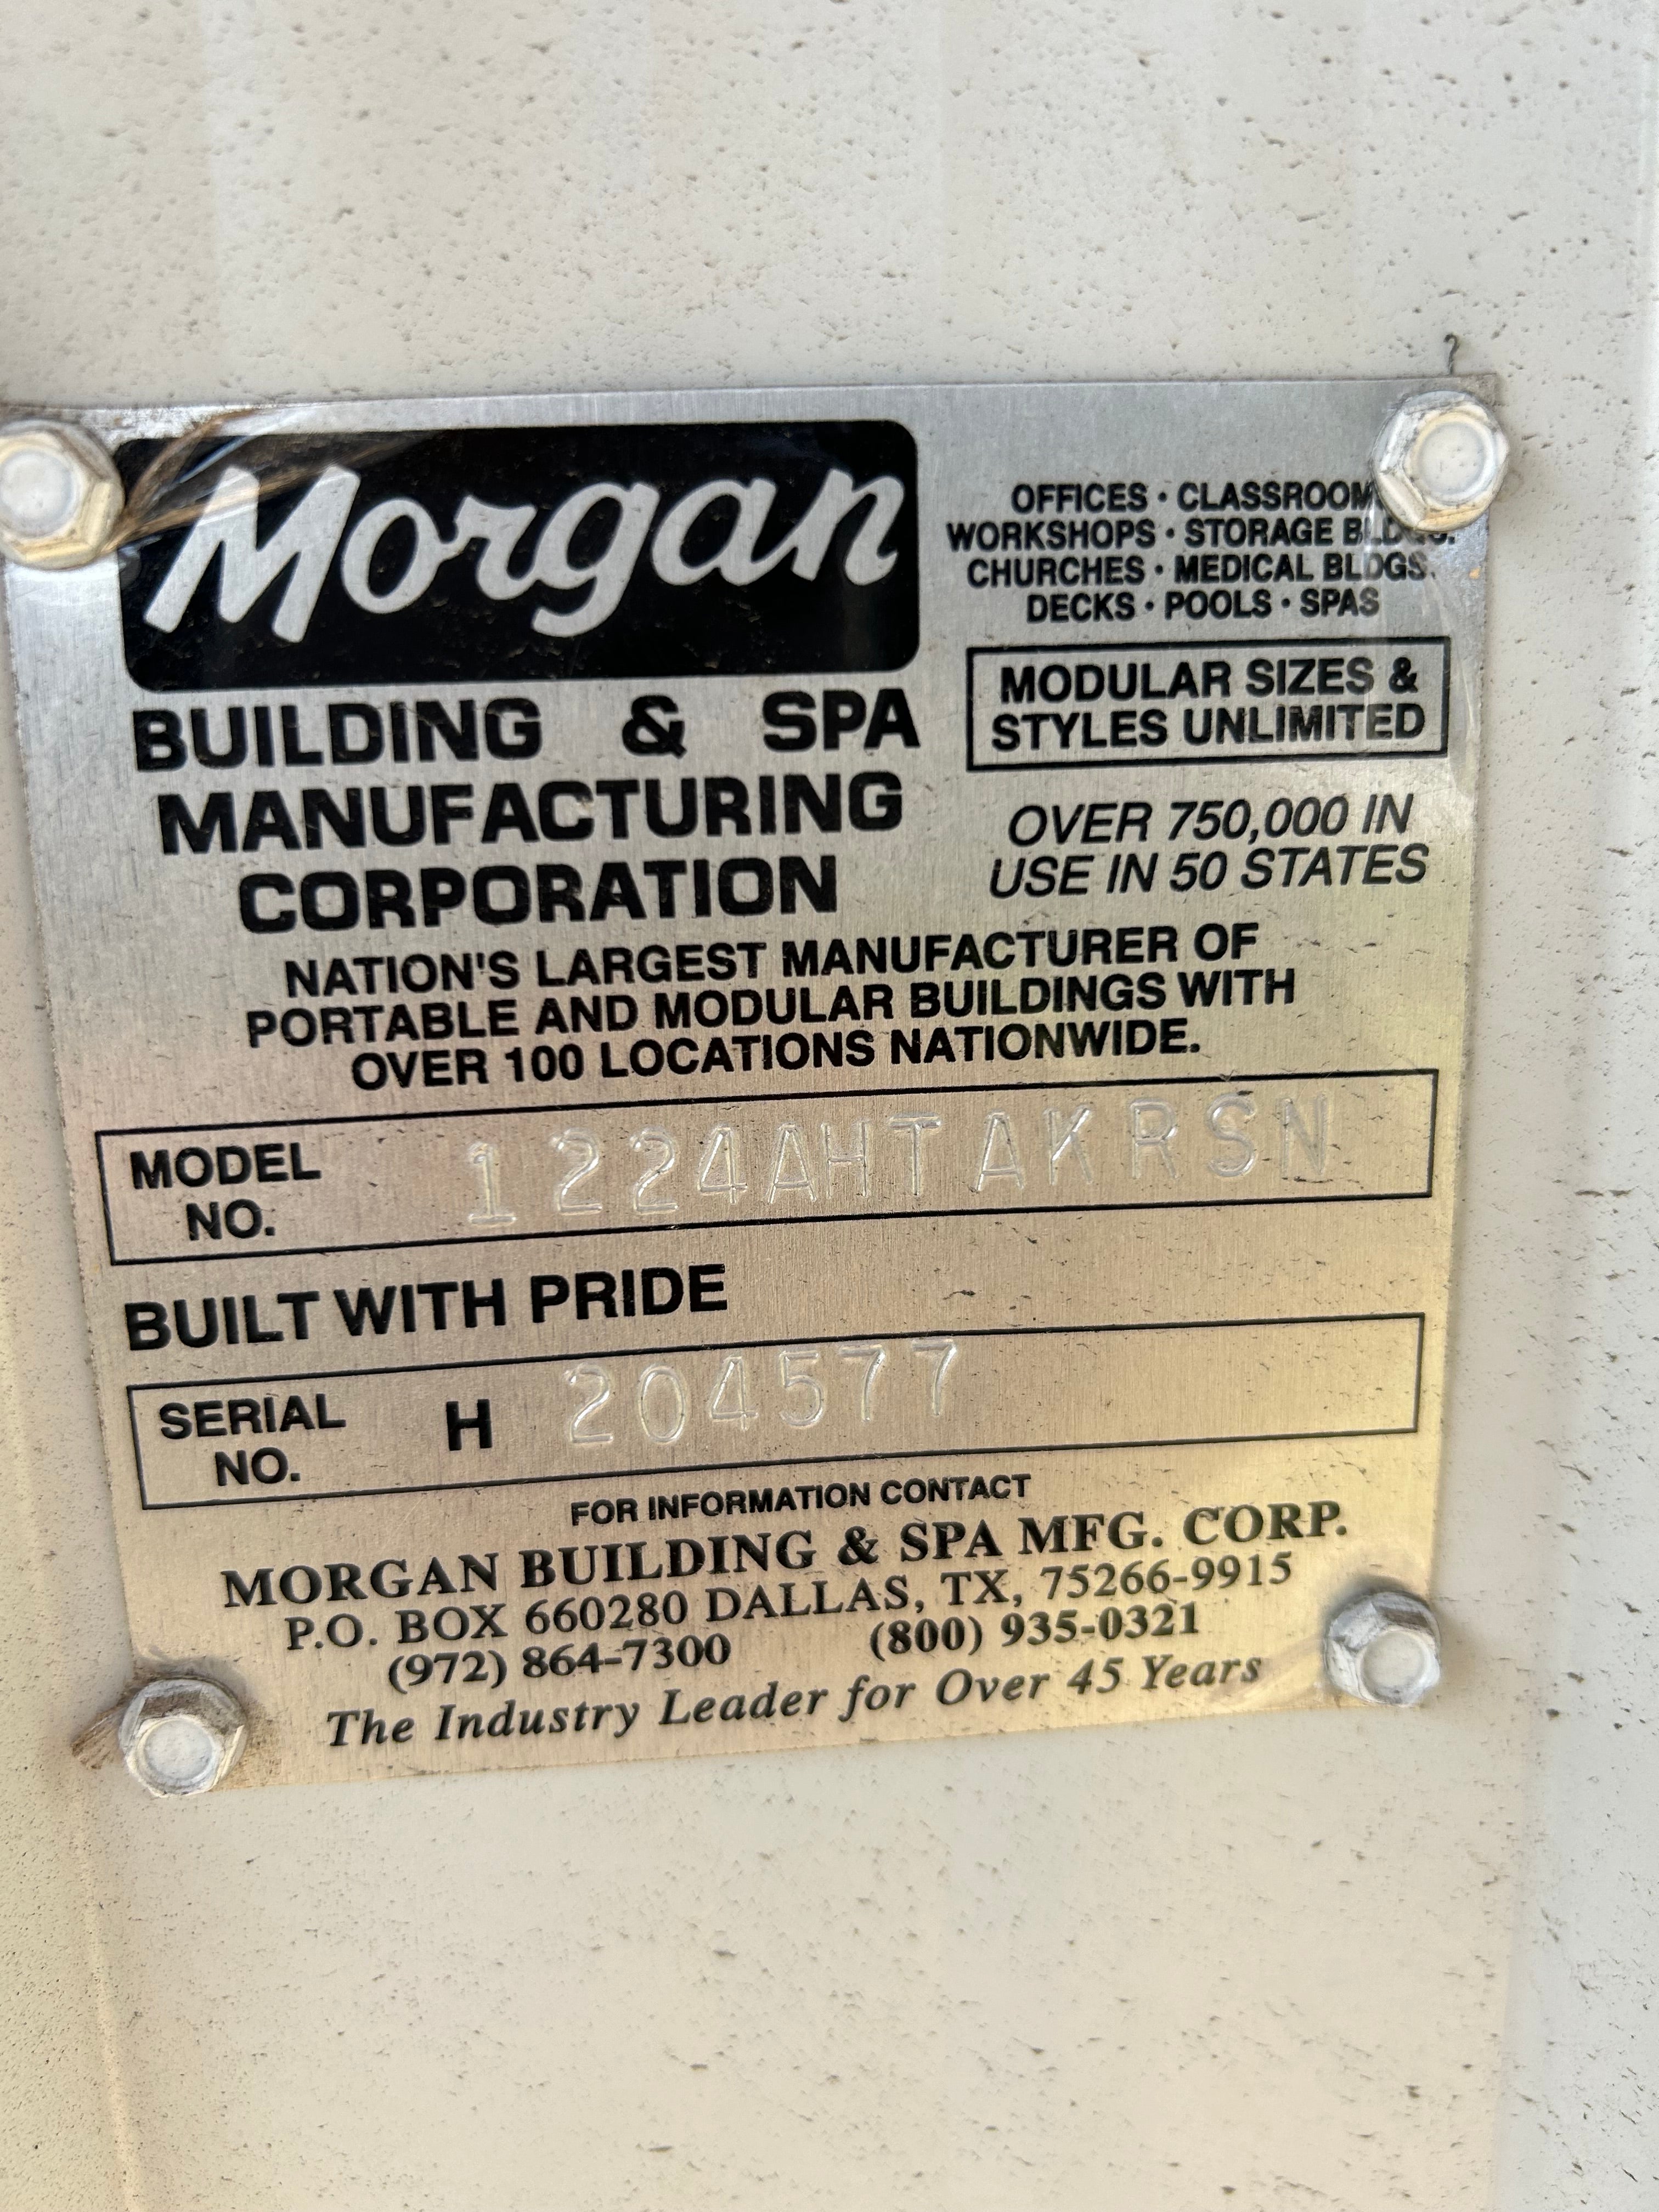 Morgan
BUILDING & SPA
MANUFACTURING
CORPORATION
OFFICES • CLASSROOM
WORKSHOPS • STORAGE BLDGS.
CHURCHES • MEDICAL BLDGS.
DECKS • POOLS • SPAS
MODULAR SIZES &
STYLES UNLIMITED
OVER 750,000 IN
USE IN 50 STATES
NATION'S LARGEST MANUFACTURER OF
PORTABLE AND MODULAR BUILDINGS WITH
OVER 100 LOCATIONS NATIONWIDE.
MODEL NO. 1224AHTAKRSN
BUILT WITH PRIDE
SERIAL NO. H 204577
FOR INFORMATION CONTACT
MORGAN BUILDING & SPA MFG. CORP.
P.O. BOX 660280 DALLAS, TX, 75266-9915
(972) 864-7300 (800) 935-0321
The Industry Leader for Over 45 Years